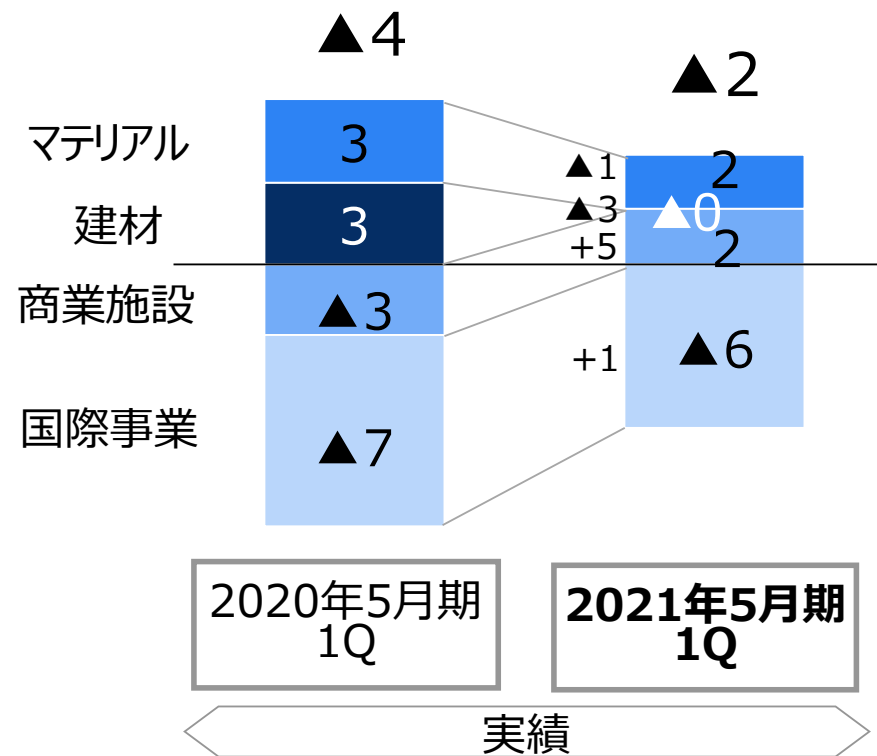 ▲4
▲2
マテリアル
3
▲1
2
建材
3
▲3
▲0
+5
2
商業施設
▲3
国際事業
▲7
+1
▲6
2020年5月期
1Q
2021年5月期
1Q
実績